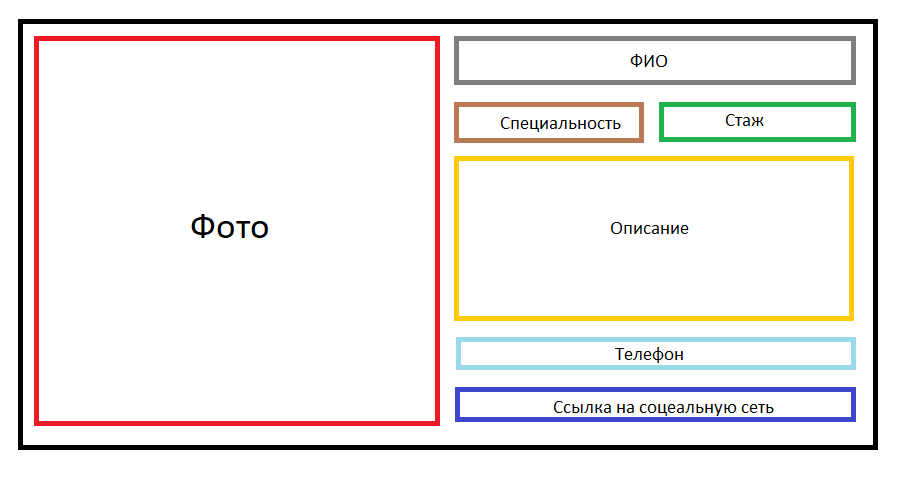 ФИО
Специальность
Стаж
Фото
Описание
Телефон
Ссылка на соцеальную сеть